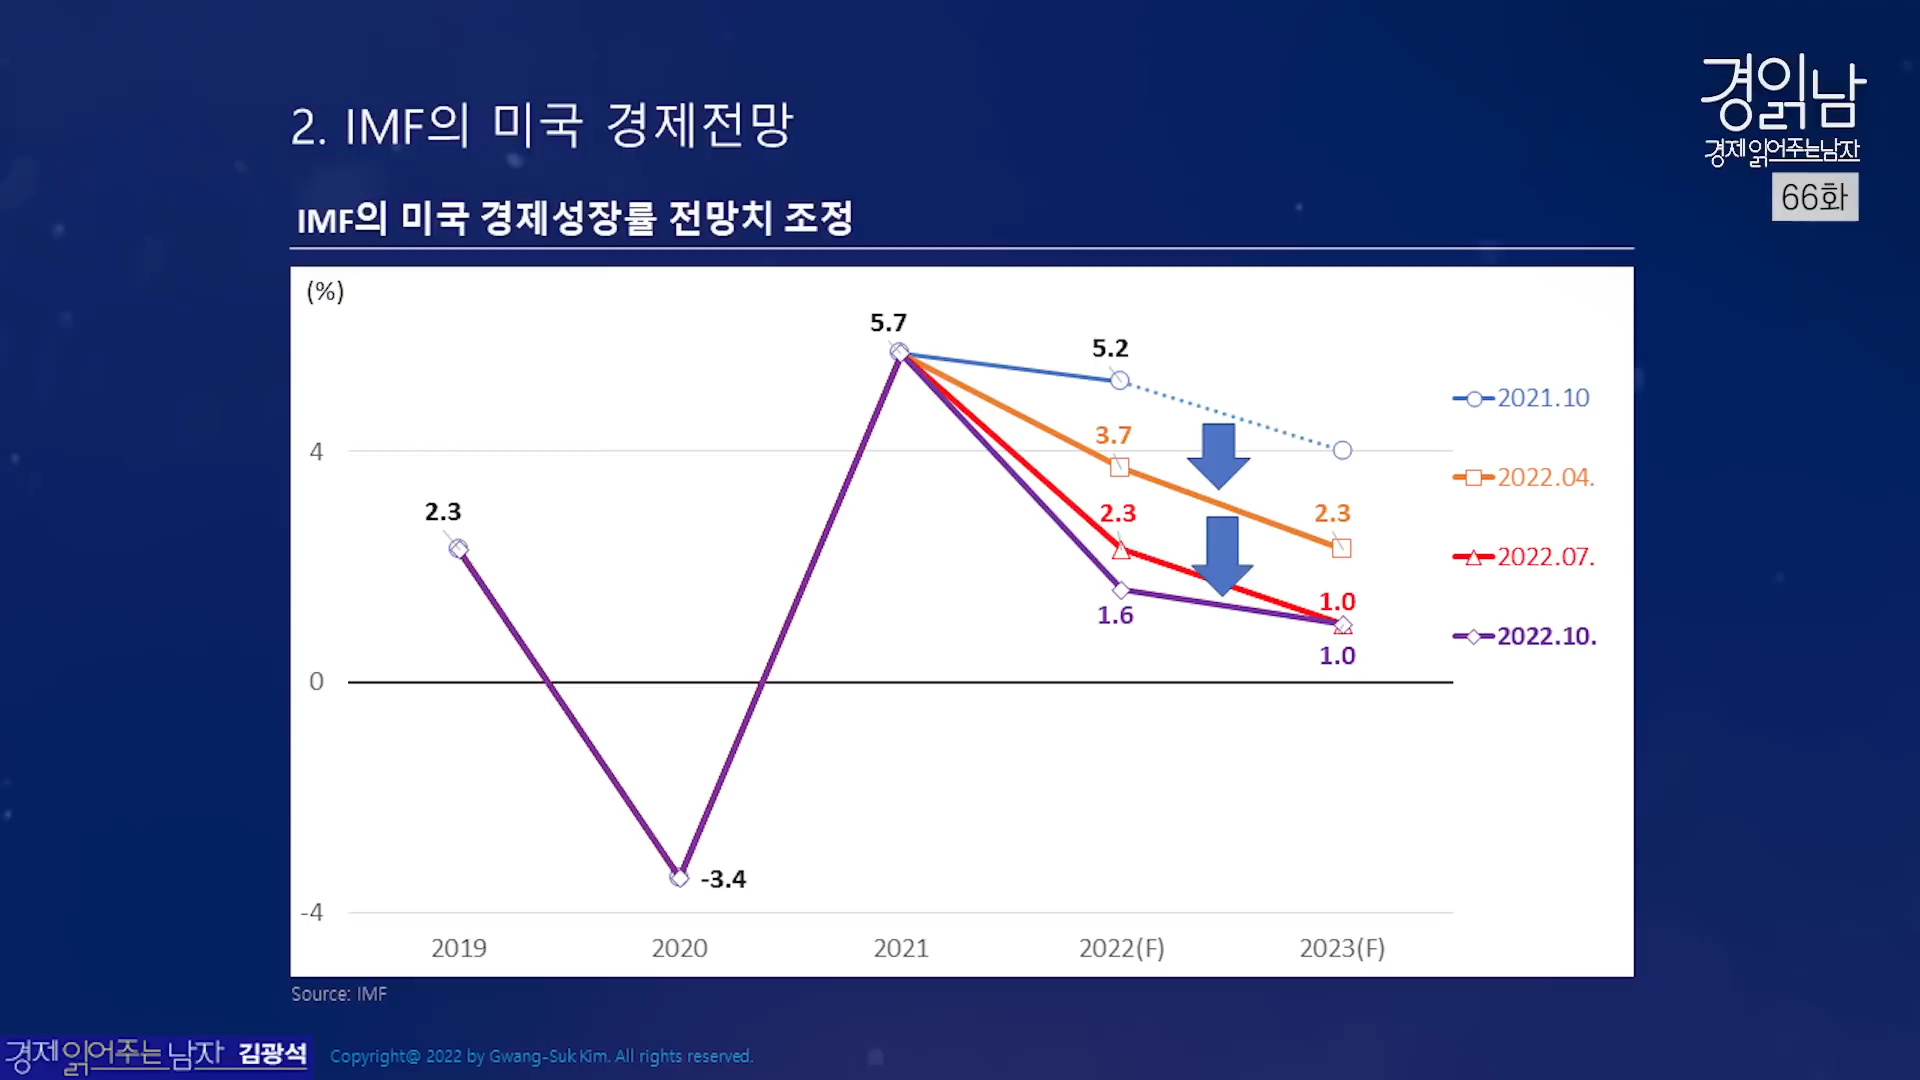 경읽남
경제 읽어주는남자
66화
2. IMF의 미국 경제전망
IMF의 미국 경제성장률 전망치 조정
(%)
5.7
5.2
2021.10
3.7
4
2022.04.
2.3
2.3
2.3
2022.07.
1.0
1.6
2022.10.
1.0
0
-3.4
-4
2019 2020 2021 2022(F) 2023(F)
Source: IMF
경제 읽어주는 남자 김광석 Copyright@ 2022 by Gwang-Suk Kim. All rights reserved.